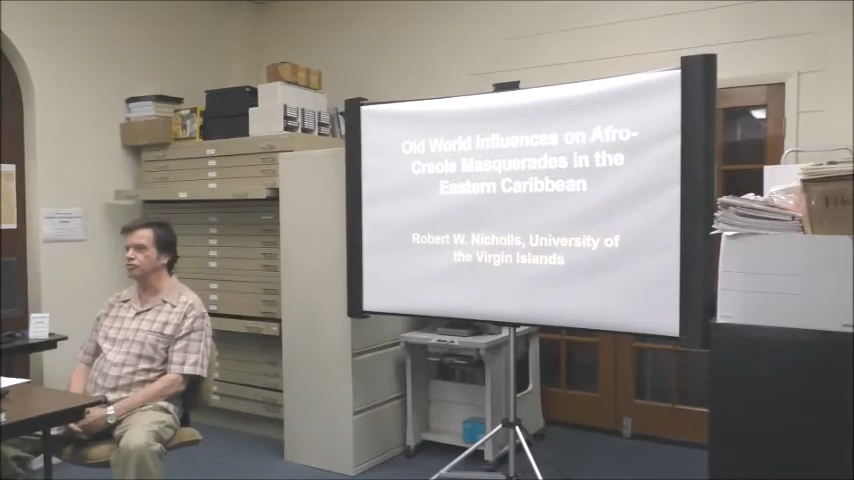 Old World Influences on Afro-
Creole Masquerades in the
Eastern Caribbean
Robert W. Nicholls, University of
the Virgin Islands